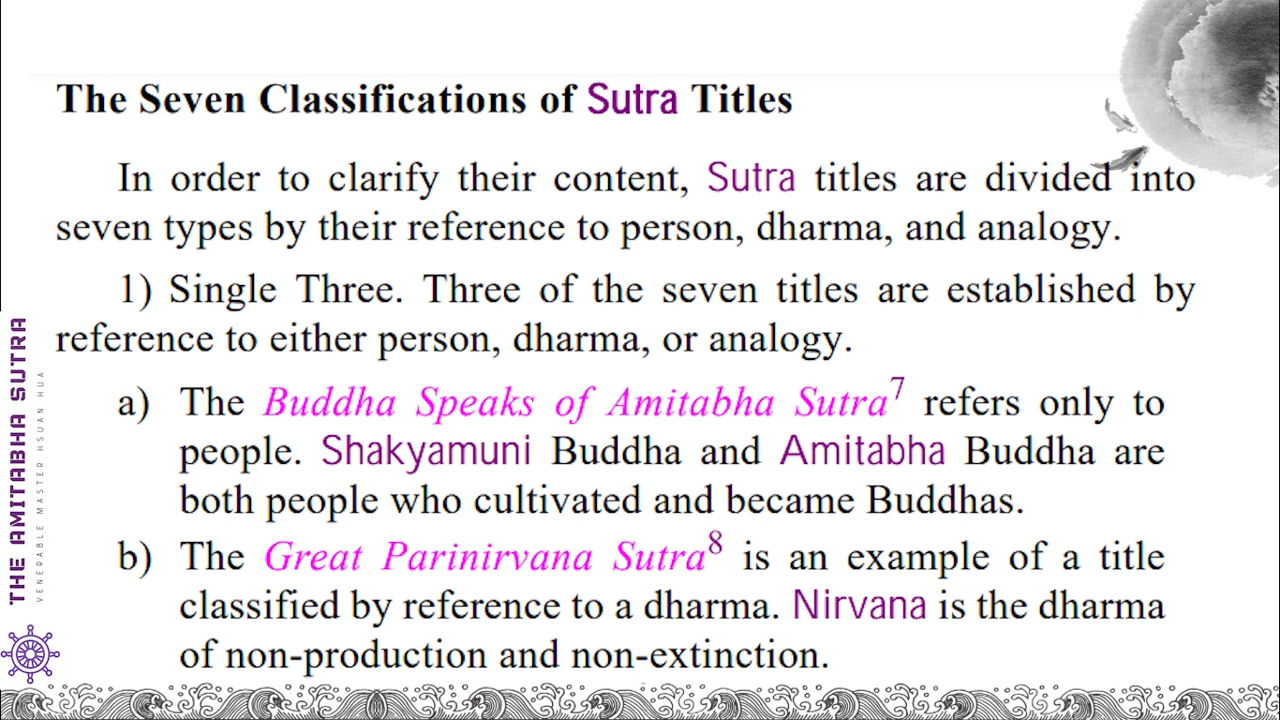 The Seven Classifications of Sutra Titles
In order to clarify their content, Sutra titles are divided into
seven types by their reference to person, dharma, and analogy.
1) Single Three. Three of the seven titles are established by
reference to either person, dharma, or analogy.
a) The Buddha Speaks of Amitabha Sutra7 refers only to
people. Shakyamuni Buddha and Amitabha Buddha are
both people who cultivated and became Buddhas.
b) The Great Parinirvana Sutra8 is an example of a title
classified by reference to a dharma. Nirvana is the dharma
of non-production and non-extinction.
THE AMITABHA SUTRA
VENERABLE MASTER HSUAN HUA